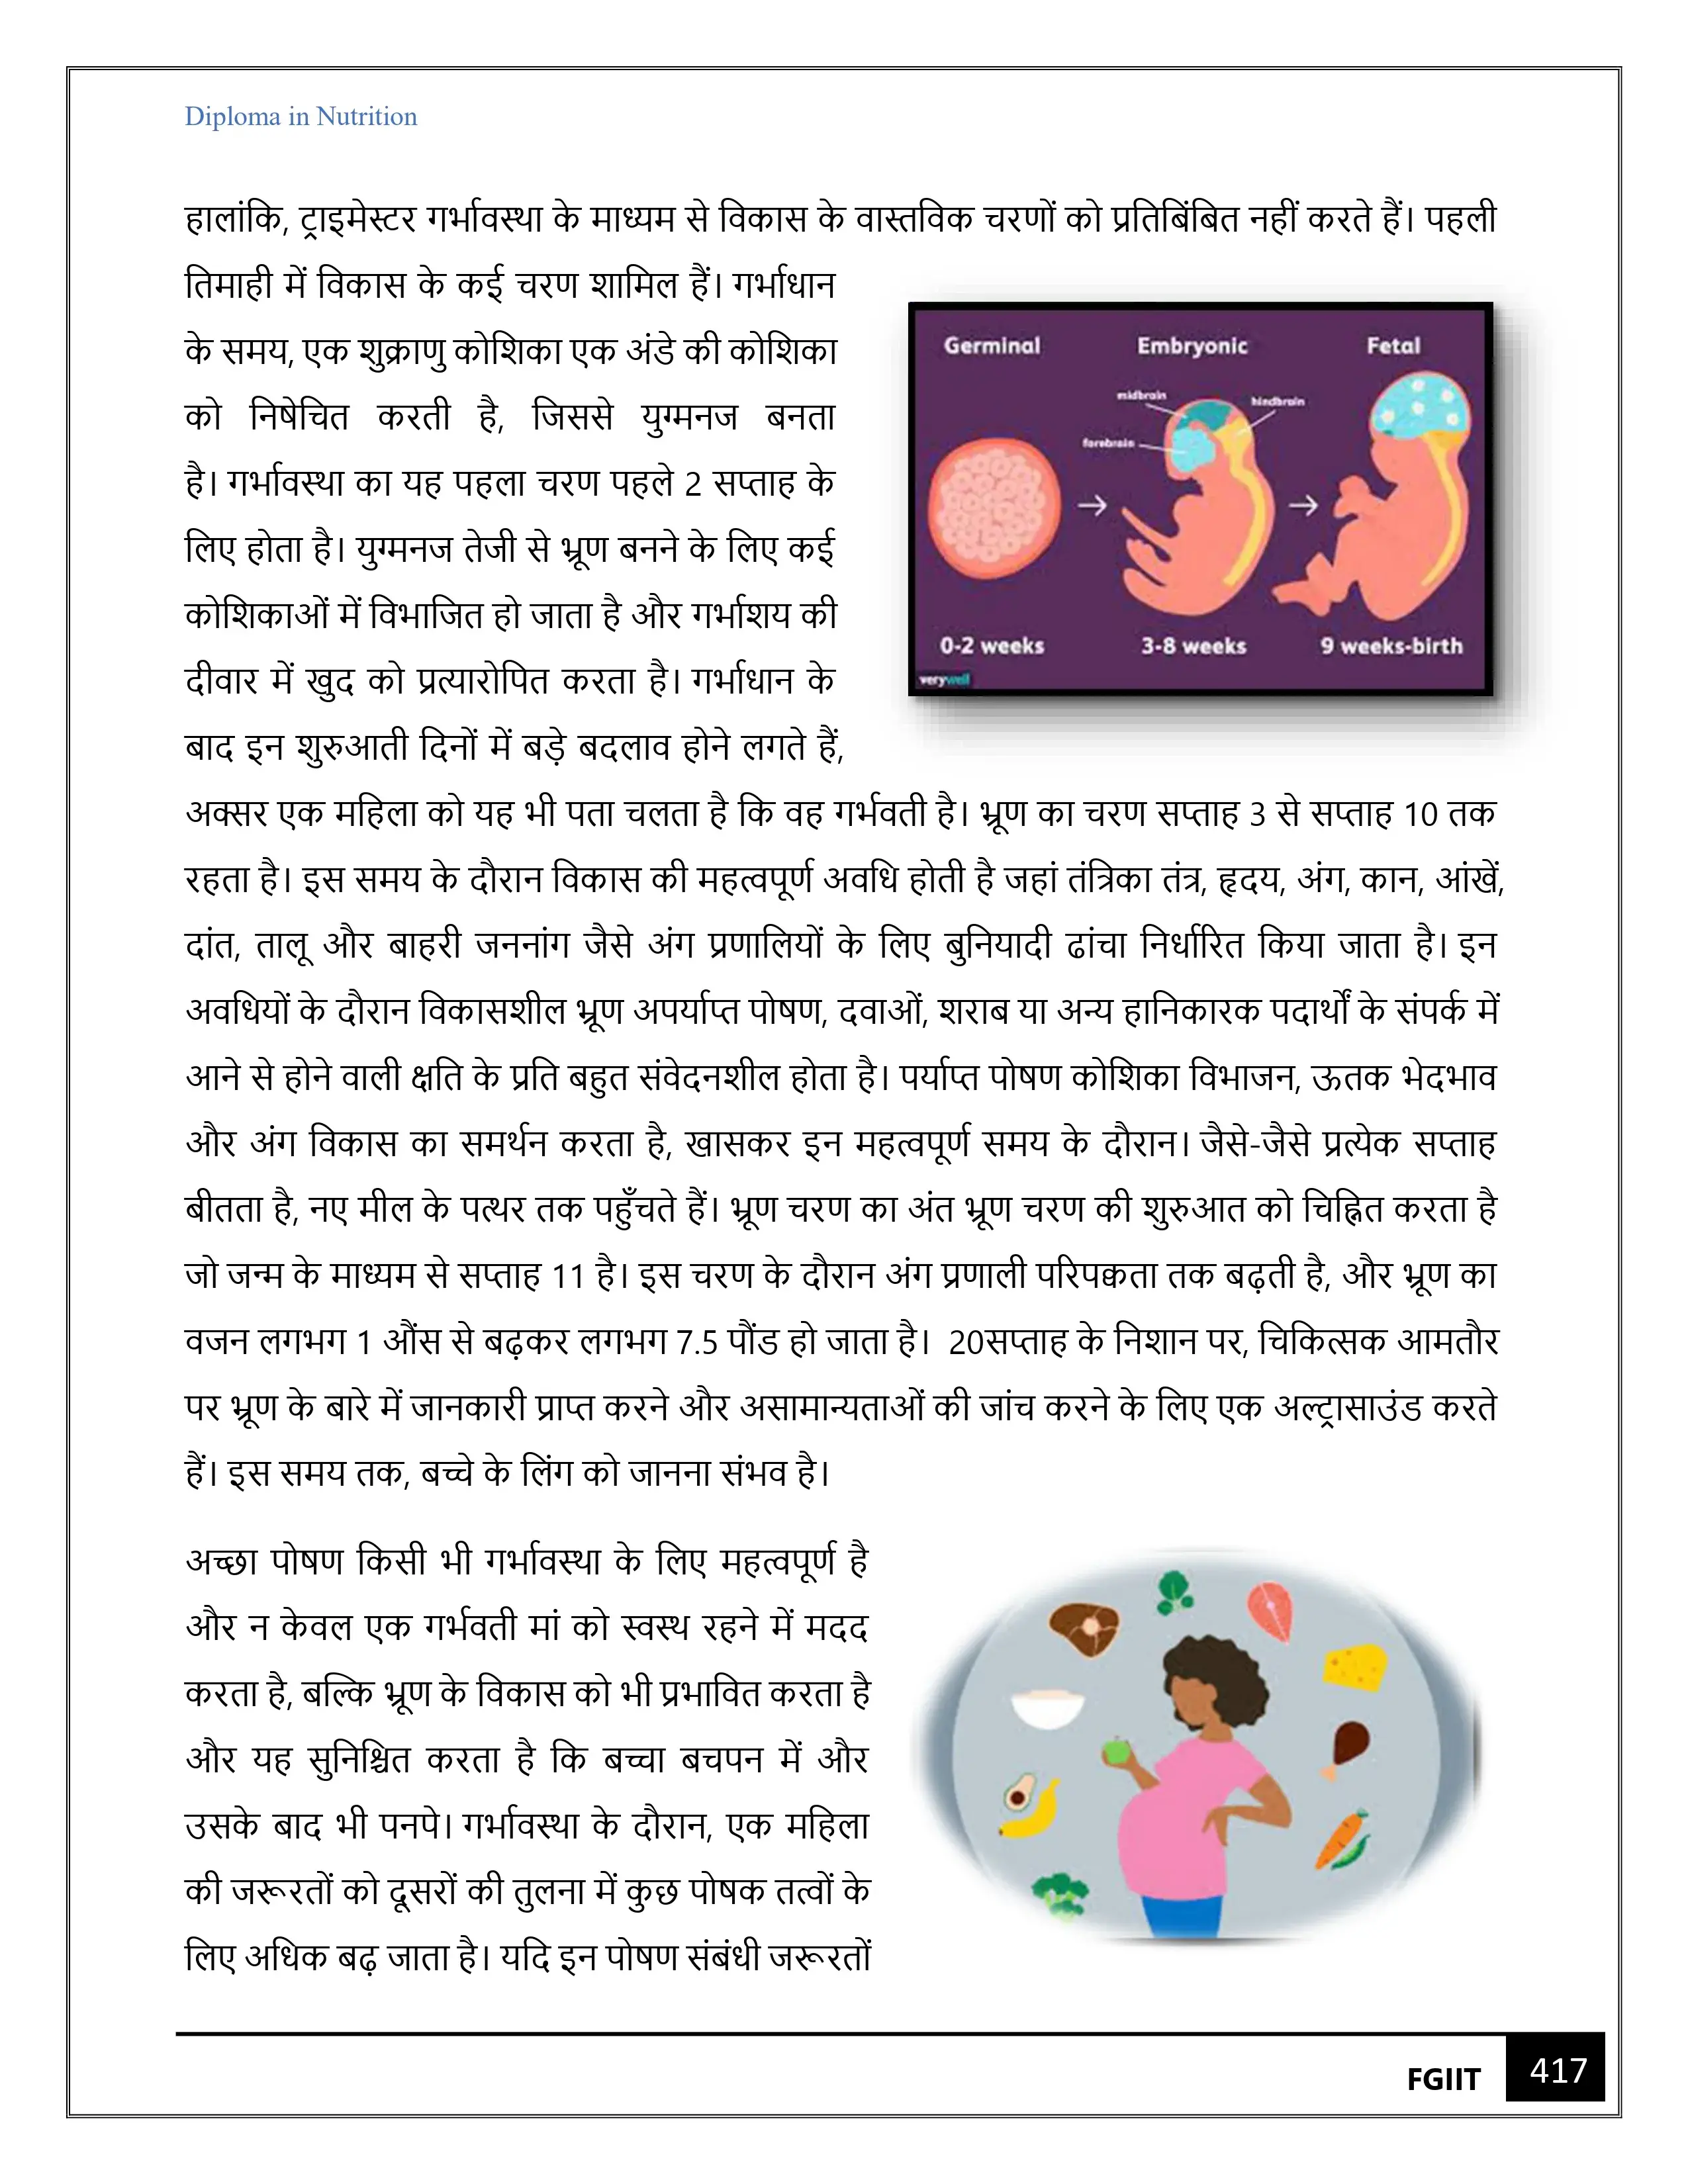 Diploma in Nutrition
हालांकि, ट्राइमेस्टर गर्भावस्था के माध्यम से विकास के वास्तविक चरणों को प्रतिबिंबित नहीं करते हैं। पहली
तिमाही में विकास के कई चरण शामिल हैं। गर्भाधान
के समय, एक शुक्राणु कोशिका एक अंडे की कोशिका
को निषेचित करती है, जिससे युग्मनज बनता
है। गर्भावस्था का यह पहला चरण पहले 2 सप्ताह के
लिए होता है। युग्मनज तेजी से भ्रूण बनने के लिए कई
कोशिकाओं में विभाजित हो जाता है और गर्भाशय की
दीवार में खुद को प्रत्यारोपित करता है। गर्भाधान के
बाद इन शुरुआती दिनों में बड़े बदलाव होने लगते हैं,
Germinal Embryonic Fetal
midbrain
hindbrain
forebrain
0-2 weeks 3-8 weeks 9 weeks-birth
verywell
अक्सर एक महिला को यह भी पता चलता है कि वह गर्भवती है। भ्रूण का चरण सप्ताह 3 से सप्ताह 10 तक
रहता है। इस समय के दौरान विकास की महत्वपूर्ण अवधि होती है जहां तंत्रिका तंत्र, हृदय, अंग, कान, आंखें,
दांत, तालू और बाहरी जननांग जैसे अंग प्रणालियों के लिए बुनियादी ढांचा निर्धारित किया जाता है। इन
अवधियों के दौरान विकासशील भ्रूण अपर्याप्त पोषण, दवाओं, शराब या अन्य हानिकारक पदार्थों के संपर्क में
आने से होने वाली क्षति के प्रति बहुत संवेदनशील होता है। पर्याप्त पोषण कोशिका विभाजन, ऊतक भेदभाव
और अंग विकास का समर्थन करता है, खासकर इन महत्वपूर्ण समय के दौरान। जैसे-जैसे प्रत्येक सप्ताह
बीतता है, नए मील के पत्थर तक पहुँचते हैं। भ्रूण चरण का अंत भ्रूण चरण की शुरुआत को चिह्नित करता है
जो जन्म के माध्यम से सप्ताह 11 है। इस चरण के दौरान अंग प्रणाली परिपक्वता तक बढ़ती है, और भ्रूण का
वजन लगभग 1 औंस से बढ़कर लगभग 7.5 पौंड हो जाता है। 20सप्ताह के निशान पर, चिकित्सक आमतौर
पर भ्रूण के बारे में जानकारी प्राप्त करने और असामान्यताओं की जांच करने के लिए एक अल्ट्रासाउंड करते
हैं। इस समय तक, बच्चे के लिंग को जानना संभव है।
अच्छा पोषण किसी भी गर्भावस्था के लिए महत्वपूर्ण है
और न केवल एक गर्भवती मां को स्वस्थ रहने में मदद
करता है, बल्कि भ्रूण के विकास को भी प्रभावित करता है
और यह सुनिश्चित करता है कि बच्चा बचपन में और
उसके बाद भी पनपे। गर्भावस्था के दौरान, एक महिला
की जरूरतों को दूसरों की तुलना में कुछ पोषक तत्वों के
लिए अधिक बढ़ जाता है। यदि इन पोषण संबंधी जरूरतों
FGIIT 417